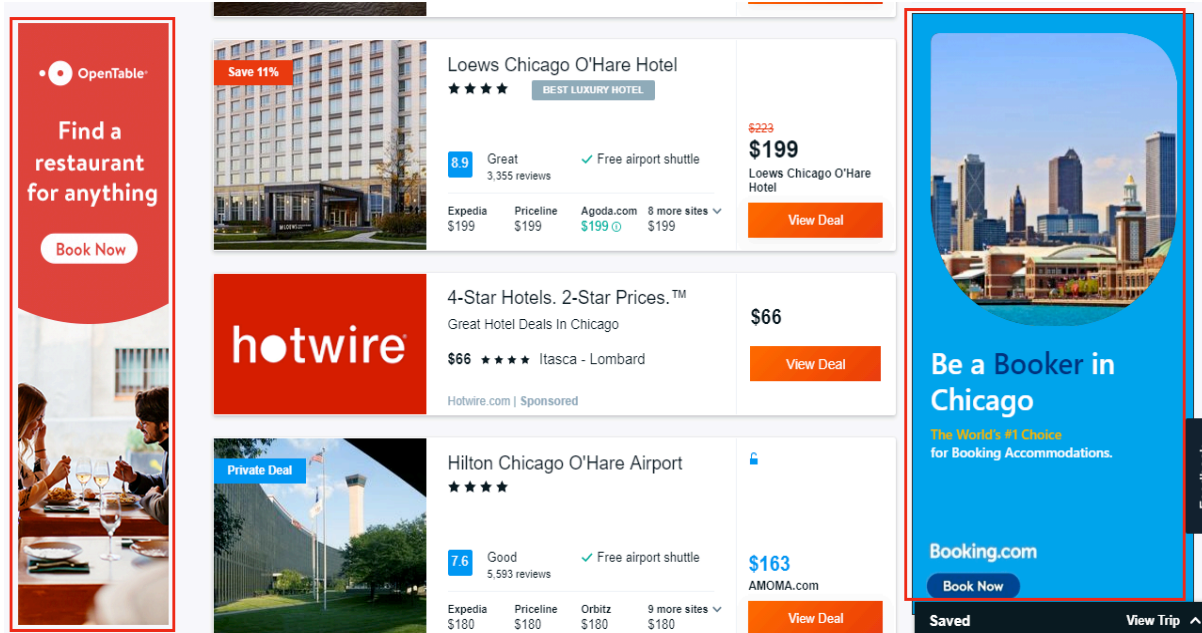 OpenTable®
Find a
restaurant
for anything
Book Now
Save 11%
LOEWS
Loews Chicago O'Hare Hotel
BEST LUXURY HOTEL
8.9
Great
3,355 reviews
Free airport shuttle
Expedia
$199
Priceline
$199
Agoda.com
$199
8 more sites
$199
$223
$199
Loews Chicago O'Hare
Hotel
View Deal
hotwire®
4-Star Hotels. 2-Star Prices.™
Great Hotel Deals In Chicago
$66
Itasca - Lombard
Hotwire.com | Sponsored
$66
View Deal
Private Deal
Hilton Chicago O'Hare Airport
7.6
Good
5,593 reviews
Free airport shuttle
Expedia
$180
Priceline
$180
Orbitz
$180
9 more sites
$180
$163
AMOMA.com
View Deal
Be a Booker in
Chicago
The World's #1 Choice
for Booking Accommodations.
Booking.com
Book Now
Saved
View Trip